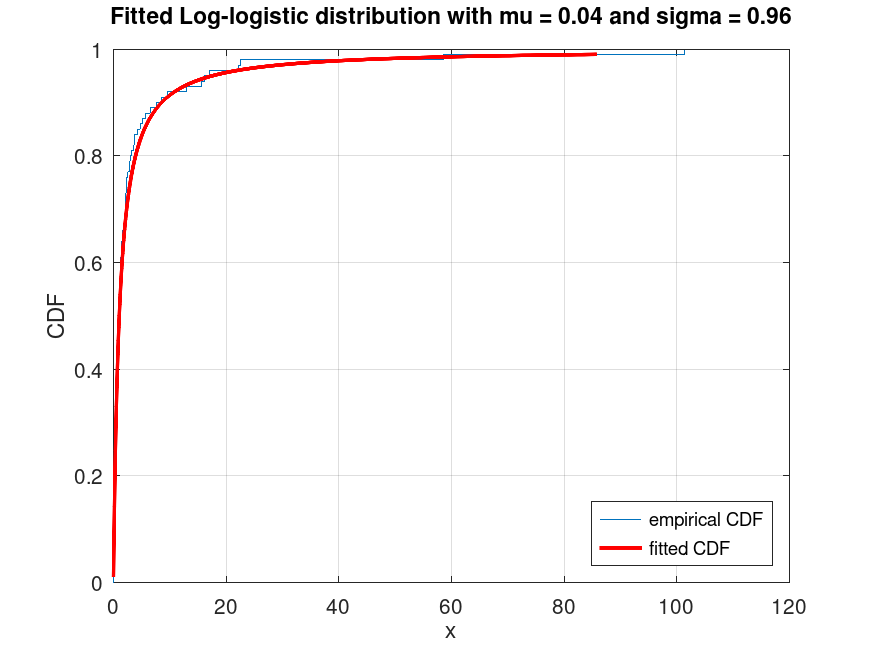 Fitted Log-logistic distribution with mu = 0.04 and sigma = 0.96
1
0.8
0.6
0.4
0.2
0
CDF
0 20 40 60 80 100 120
x
empirical CDF
fitted CDF